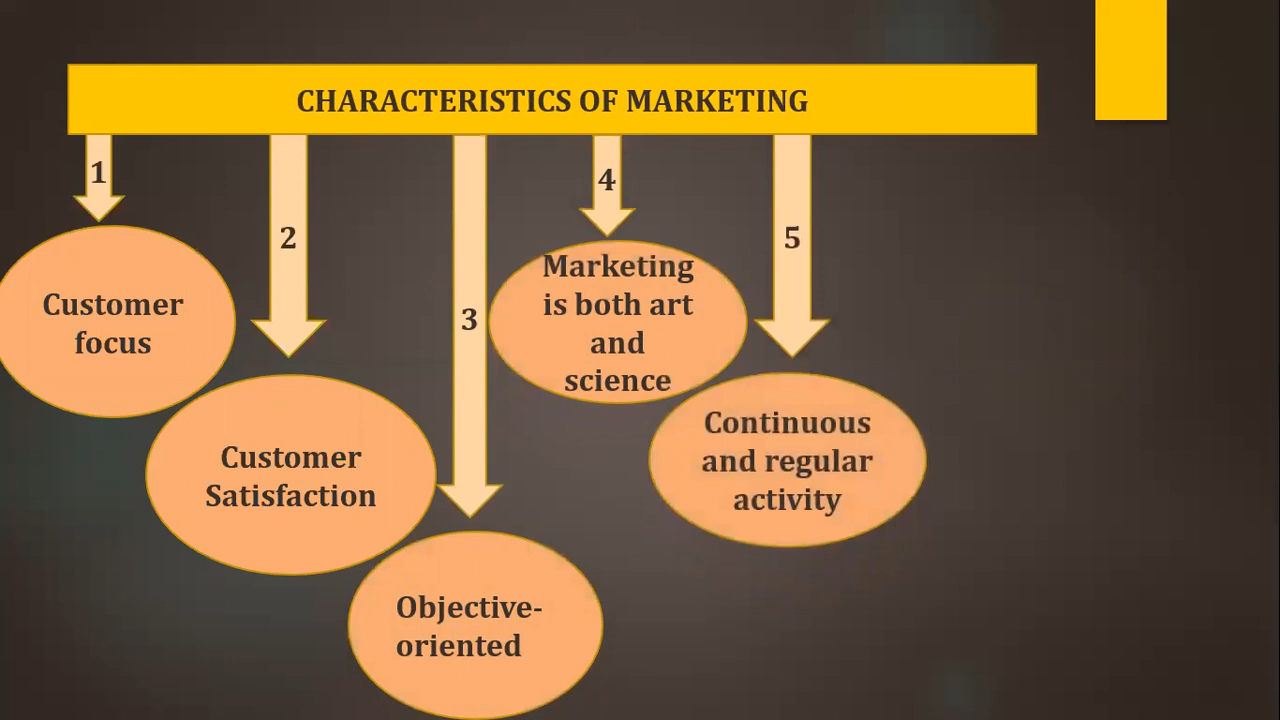 CHARACTERISTICS OF MARKETING
1
Customer
focus
2
Customer
Satisfaction
3
Objective-
oriented
4
Marketing
is both art
and
science
5
Continuous
and regular
activity